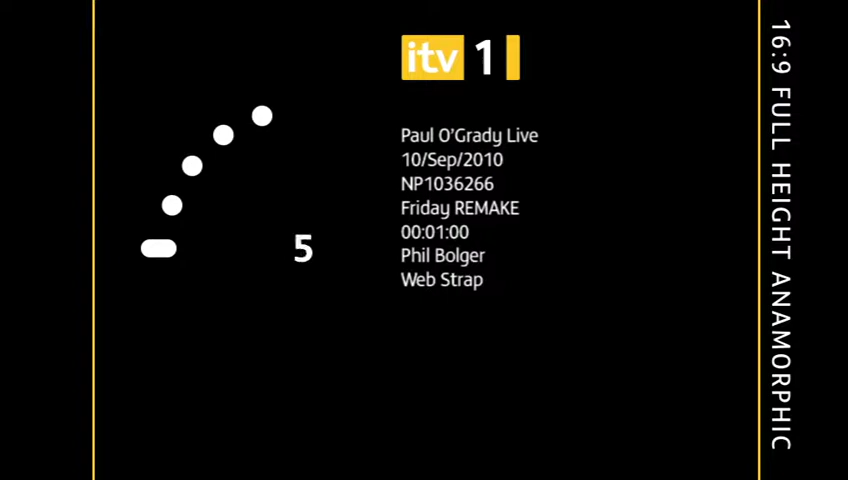 itv 1
Paul O'Grady Live
10/Sep/2010
NP1036266
Friday REMAKE
00:01:00
Phil Bolger
Web Strap
5
16:9 FULL HEIGHT ANAMORPHIC